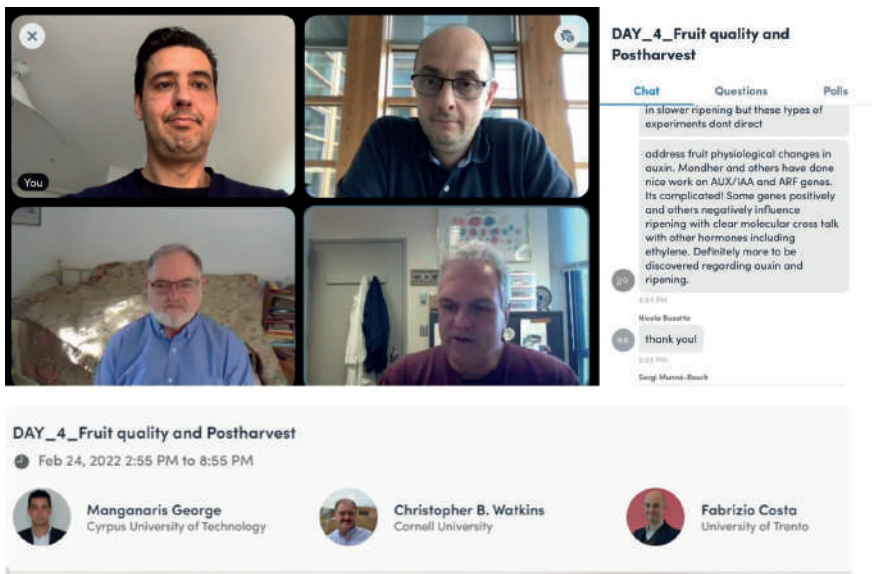 You
DAY_4_Fruit quality and
Postharvest
Chat Questions Polls
in slower ripening but these types of
experiments dont direct
address fruit physiological changes in
auxin. Mondher and others have done
nice work on AUX/IAA and ARF genes.
Its complicated! Some genes positively
and others negatively influence
ripening with clear molecular cross talk
with other hormones including
ethylene. Definitely more to be
discovered regarding auxin and
ripening.
4:53 PM
Nicola Busatto
thank you!
Sergi Munné-Bosch
DAY_4_Fruit quality and Postharvest
Feb 24, 2022 2:55 PM to 8:55 PM
Manganaris George
Cyrpus University of Technology
Christopher B. Watkins
Cornell University
Fabrizio Costa
University of Trento